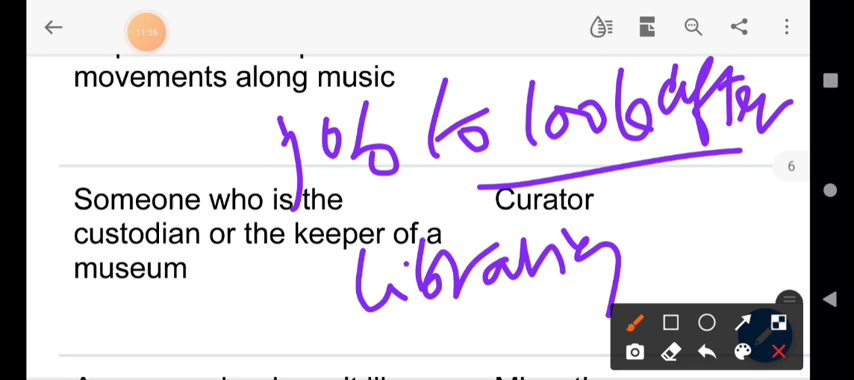 11:16
movements along music
job to look after
6
Someone who is the
custodian or the keeper of a
museum
Curator